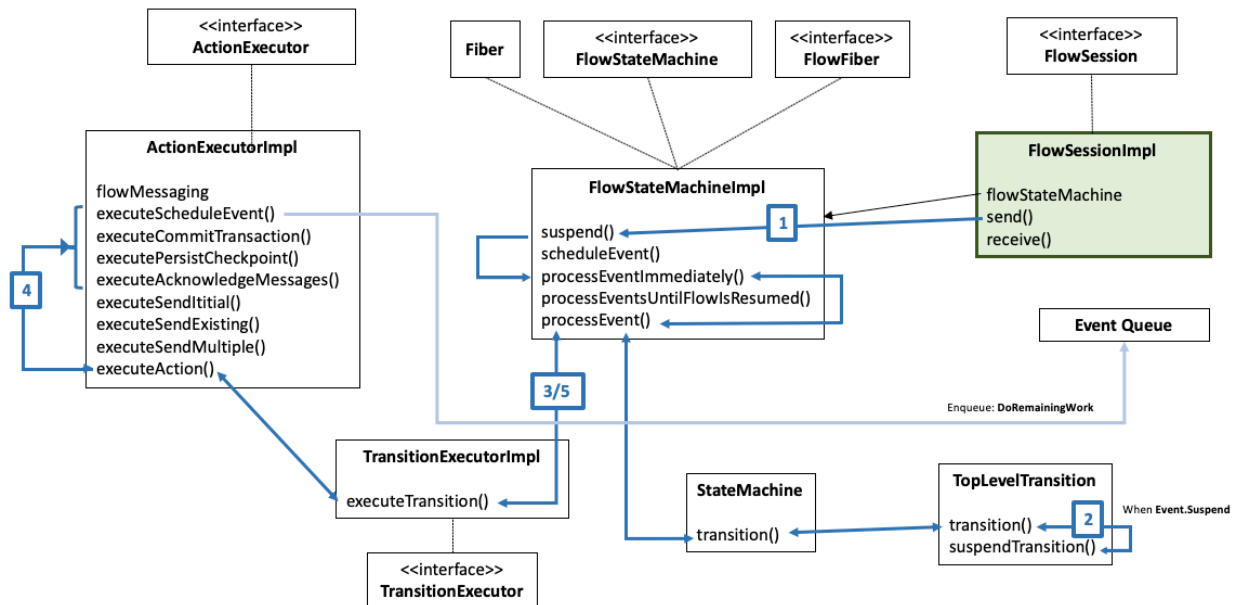 <<interface>>
ActionExecutor
Fiber
<<interface>>
FlowStateMachine
<<interface>>
FlowFiber
<<interface>>
FlowSession
ActionExecutorImpl
flowMessaging
executeScheduleEvent()
executeCommitTransaction()
executePersistCheckpoint()
executeAcknowledgeMessages()
executeSendItitial()
executeSendExisting()
executeSendMultiple()
executeAction()
4
FlowStateMachineImpl
suspend()
scheduleEvent()
processEventImmediately()
processEventsUntilFlowIsResumed()
processEvent()
1
FlowSessionImpl
flowStateMachine
send()
receive()
Event Queue
3/5
Enqueue: DoRemainingWork
TransitionExecutorImpl
executeTransition()
<<interface>>
TransitionExecutor
StateMachine
transition()
TopLevelTransition
transition()
suspendTransition()
2
When Event.Suspend